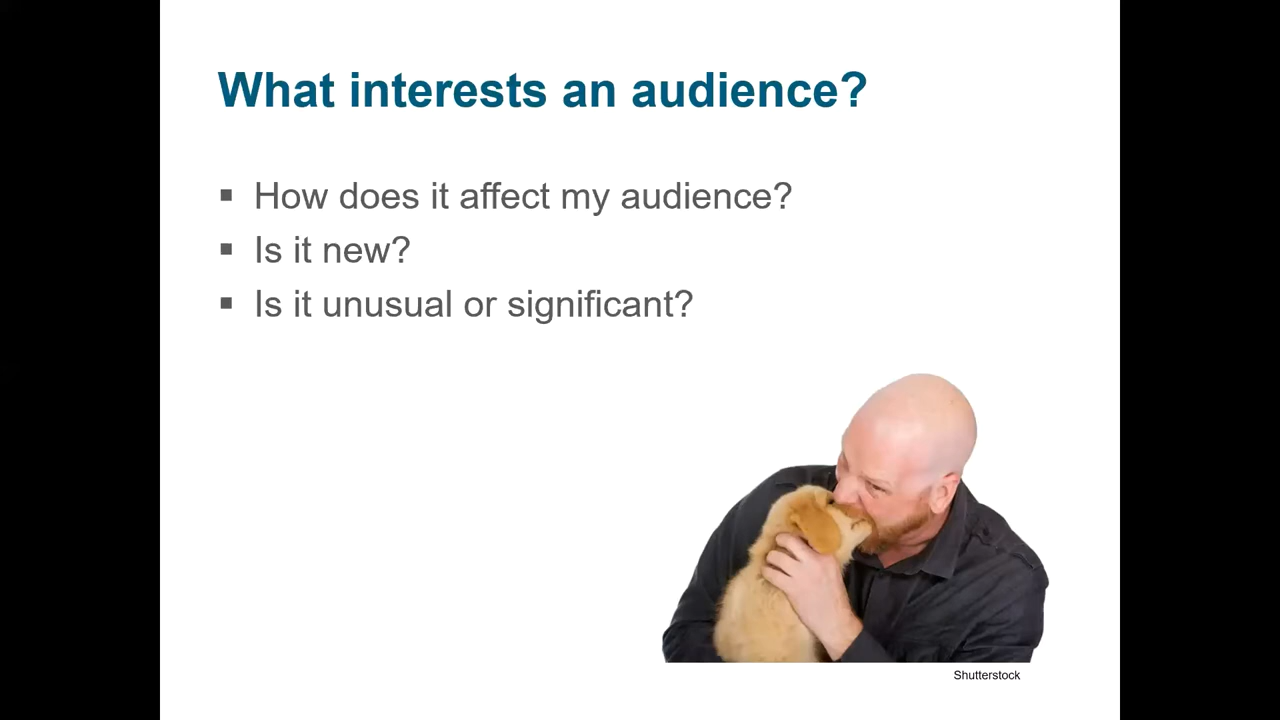 What interests an audience?
▪ How does it affect my audience?
▪ Is it new?
▪ Is it unusual or significant?
Shutterstock